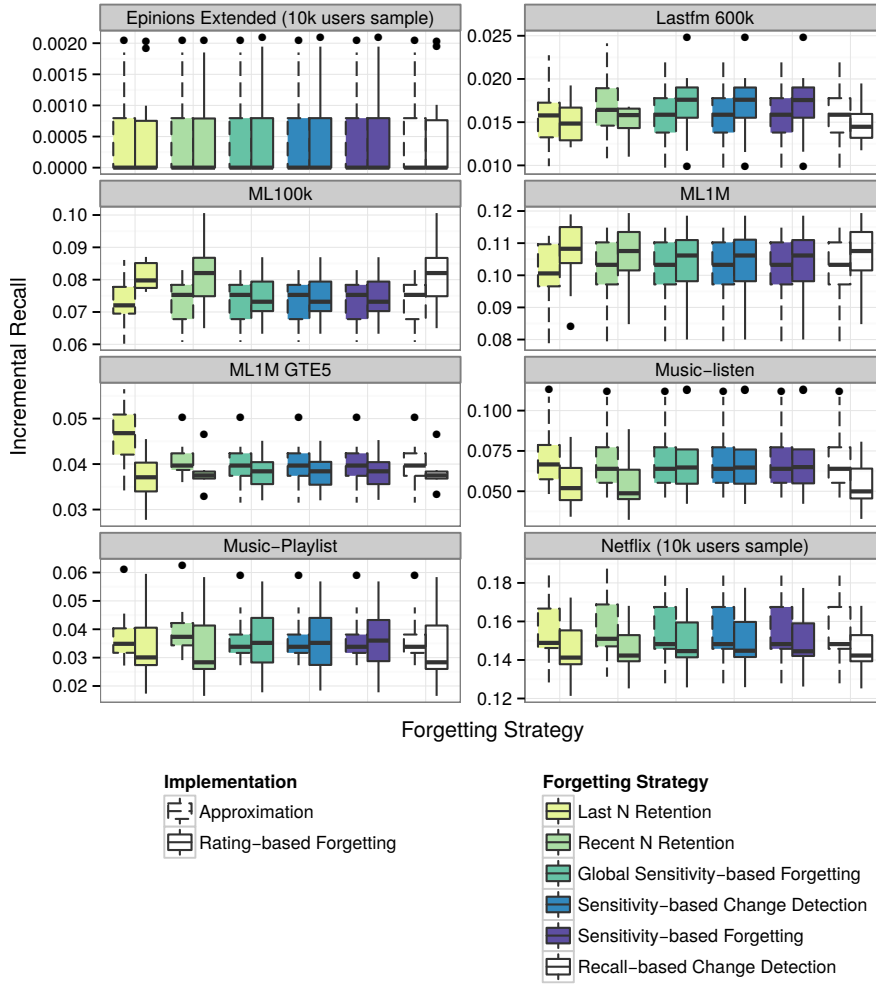 Epinions Extended (10k users sample)
Lastfm 600k
0.0020
0.0015
0.0010
0.0005
0.0000
0.025
0.020
0.015
0.010
ML100k
ML1M
0.10
0.09
0.08
0.07
0.06
0.12
0.11
0.10
0.09
0.08
ML1M GTE5
Music-listen
0.05
0.04
0.03
0.100
0.075
0.050
Music-Playlist
Netflix (10k users sample)
0.06
0.05
0.04
0.03
0.02
0.18
0.16
0.14
0.12
Incremental Recall
Forgetting Strategy
Implementation
Approximation
Rating-based Forgetting
Forgetting Strategy
Last N Retention
Recent N Retention
Global Sensitivity-based Forgetting
Sensitivity-based Change Detection
Sensitivity-based Forgetting
Recall-based Change Detection